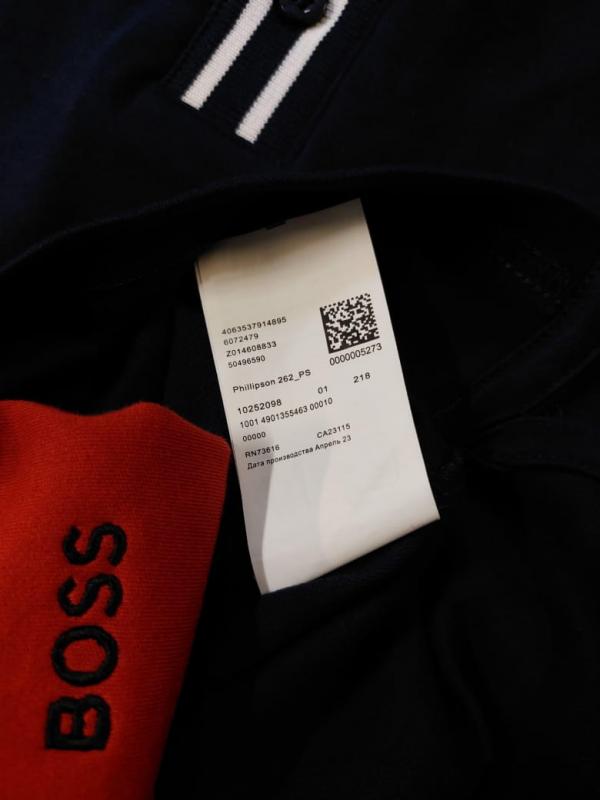 4063537914895
6072479
Z014608833
50496590
0000005273
Phillipson 262_PS
10252098 01 218
1001 4901355463 00010
00000
RN73616 CA23115
Дата производства Апрель 23
BOSS